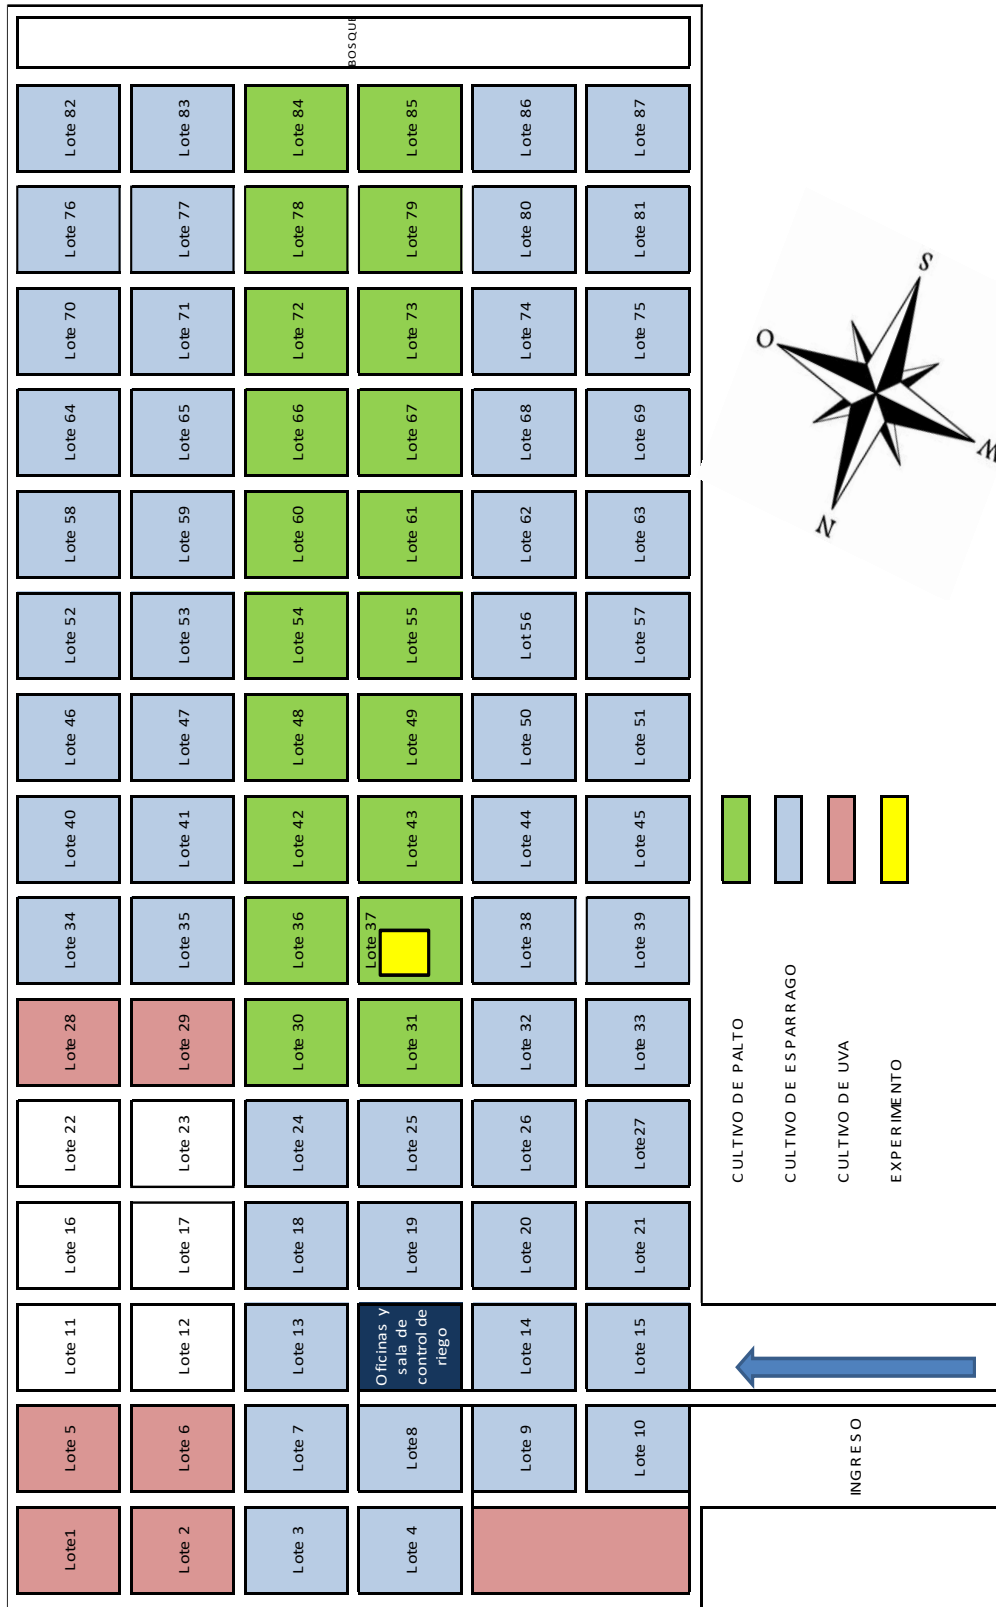 BOSQUE
Lote 82
Lote 83
Lote 84
Lote 85
Lote 86
Lote 87
Lote 76
Lote 77
Lote 78
Lote 79
Lote 80
Lote 81
Lote 70
Lote 71
Lote 72
Lote 73
Lote 74
Lote 75
Lote 64
Lote 65
Lote 66
Lote 67
Lote 68
Lote 69
Lote 58
Lote 59
Lote 60
Lote 61
Lote 62
Lote 63
Lote 52
Lote 53
Lote 54
Lote 55
Lot 56
Lote 57
Lote 46
Lote 47
Lote 48
Lote 49
Lote 50
Lote 51
Lote 40
Lote 41
Lote 42
Lote 43
Lote 44
Lote 45
Lote 34
Lote 35
Lote 36
Lote 37
Lote 38
Lote 39
Lote 28
Lote 29
Lote 30
Lote 31
Lote 32
Lote 33
Lote 22
Lote 23
Lote 24
Lote 25
Lote 26
Lote27
Lote 16
Lote 17
Lote 18
Lote 19
Lote 20
Lote 21
Lote 11
Lote 12
Lote 13
Oficinas y
sala de
control de
riego
Lote 14
Lote 15
Lote 5
Lote 6
Lote 7
Lote8
Lote 9
Lote 10
Lote1
Lote 2
Lote 3
Lote 4
S
O
W
N
CULTIVO DE PALTO
CULTIVO DE ESPARRAGO
CULTIVO DE UVA
EXPERIMENTO
INGRESO